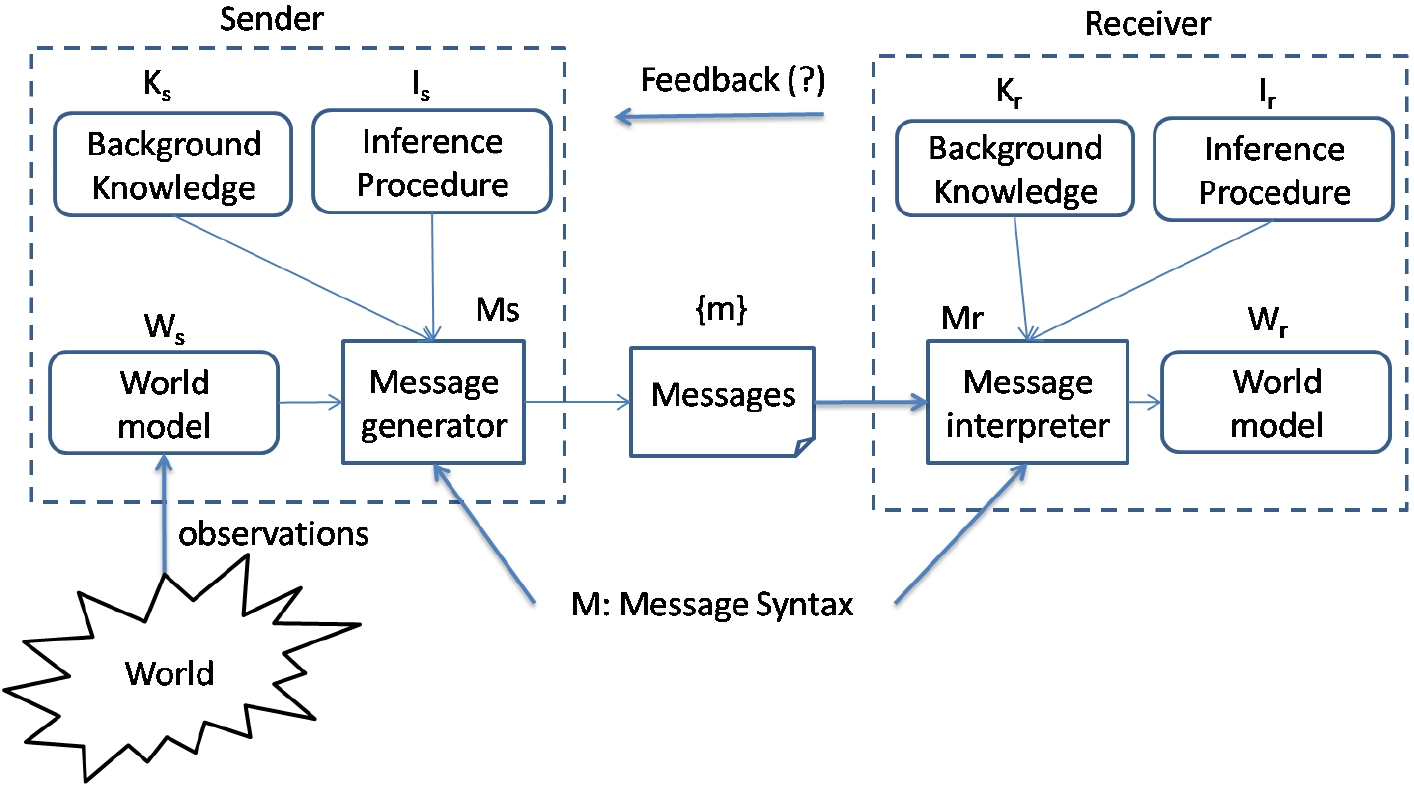 Sender
Receiver
Feedback (?)
K_s
I_s
Background
Knowledge
Inference
Procedure
K_r
I_r
Background
Knowledge
Inference
Procedure
W_s
Ms
{m}
Mr
W_r
World
model
Message
generator
Messages
Message
interpreter
World
model
observations
M: Message Syntax
World